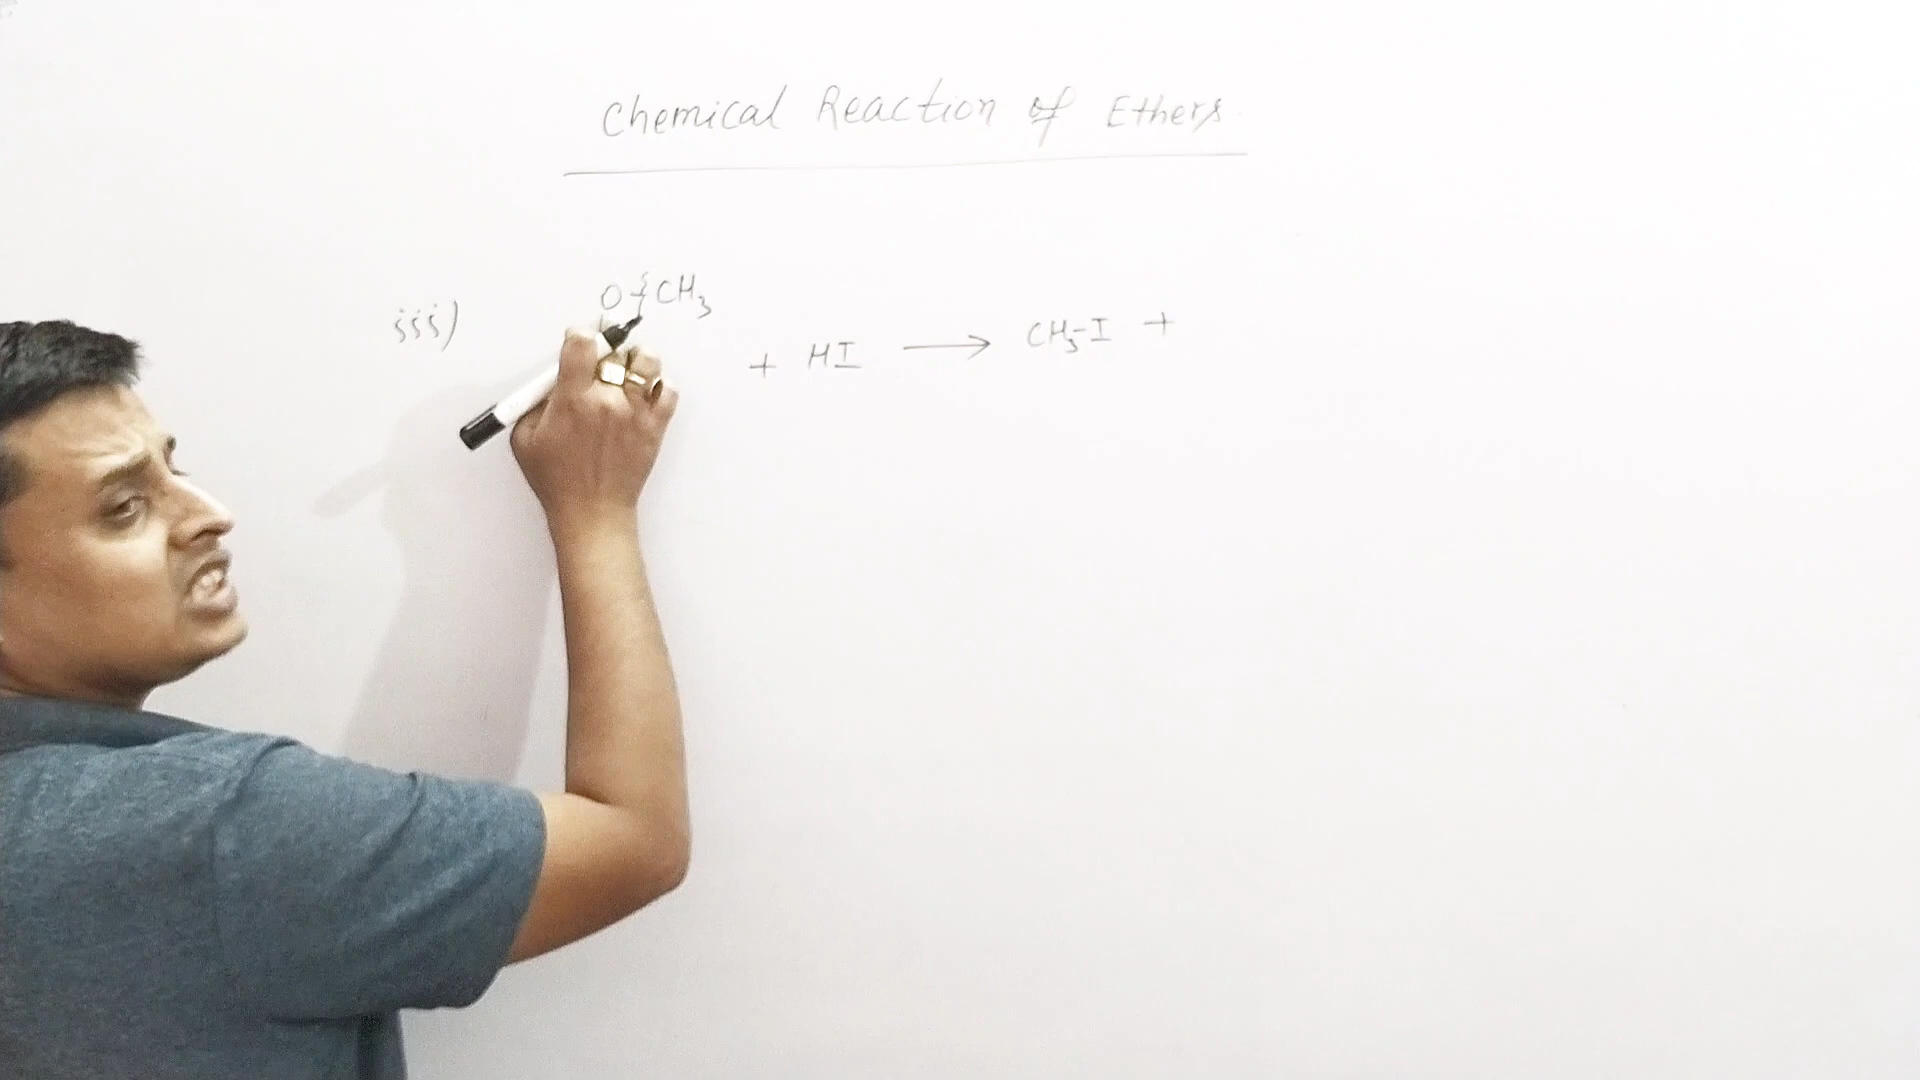 Chemical Reaction of Ethers
iii) O-CH₃ + HI ⟶ CH₃-I +